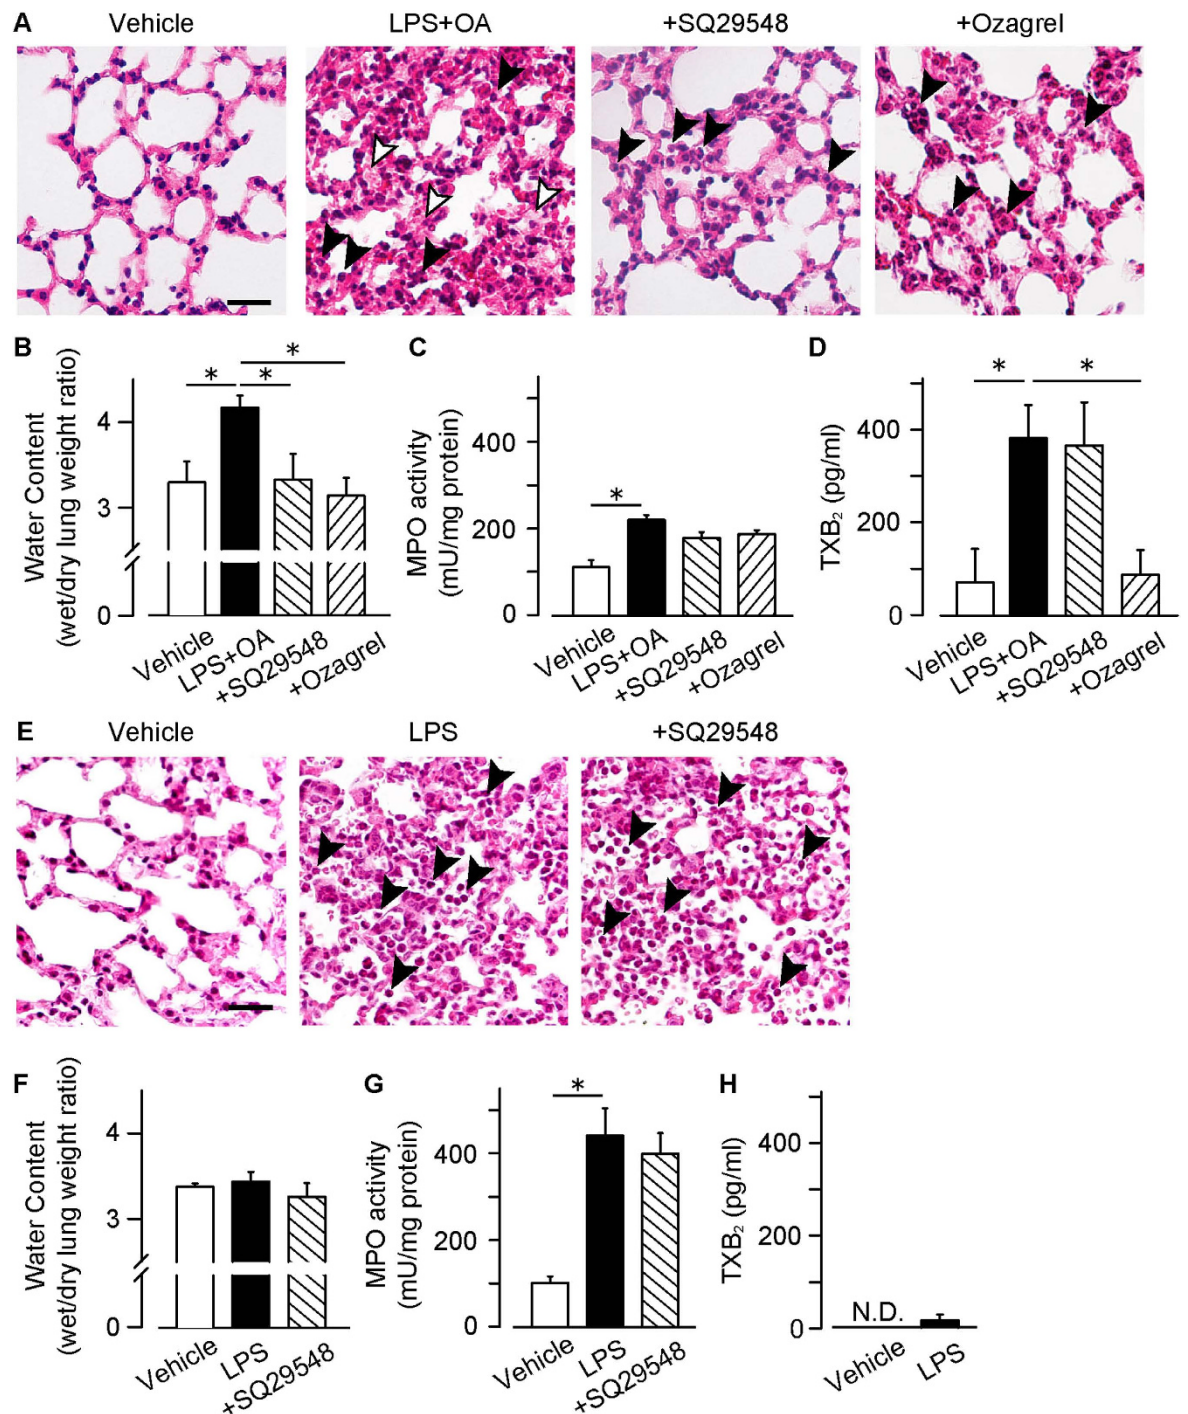 A Vehicle LPS+OA +SQ29548 +Ozagrel
B
Water Content
(wet/dry lung weight ratio)
4
3
0
* * *
Vehicle
LPS+OA
+SQ29548
+Ozagrel
C
MPO activity
(mU/mg protein)
400
200
0
*
Vehicle
LPS+OA
+SQ29548
+Ozagrel
D
TXB₂ (pg/ml)
400
200
0
* *
Vehicle
LPS+OA
+SQ29548
+Ozagrel
E Vehicle LPS +SQ29548
F
Water Content
(wet/dry lung weight ratio)
4
3
0
Vehicle
LPS
+SQ29548
G
MPO activity
(mU/mg protein)
400
200
0
*
Vehicle
LPS
+SQ29548
H
TXB₂ (pg/ml)
400
200
0
N.D.
Vehicle
LPS